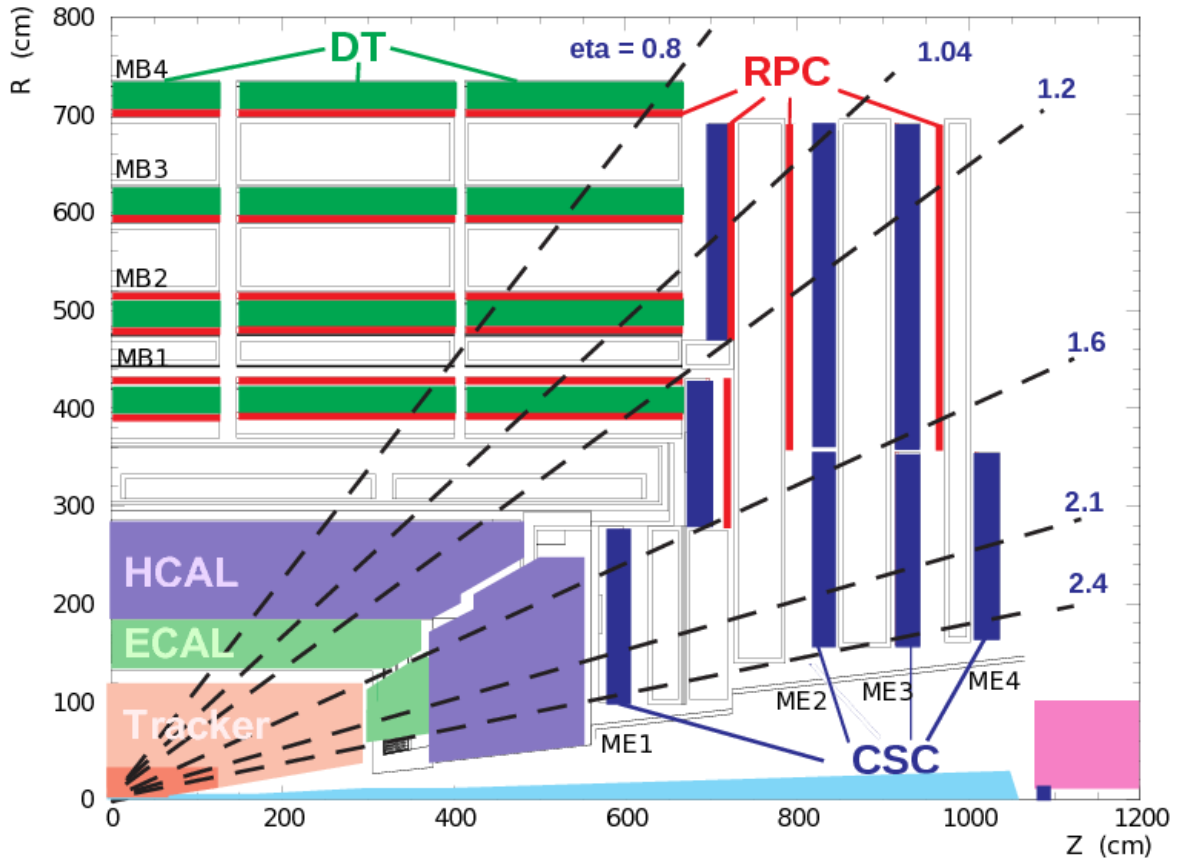 800
R (cm)
DT
eta = 0.8
1.04
MB4
RPC
1.2
700
MB3
600
MB2
500
1.6
MB1
400
300
2.1
HCAL
2.4
200
ECAL
100
Tracker
ME1
ME2
ME3
ME4
CSC
0
0
200
400
600
800
1000
1200
Z (cm)